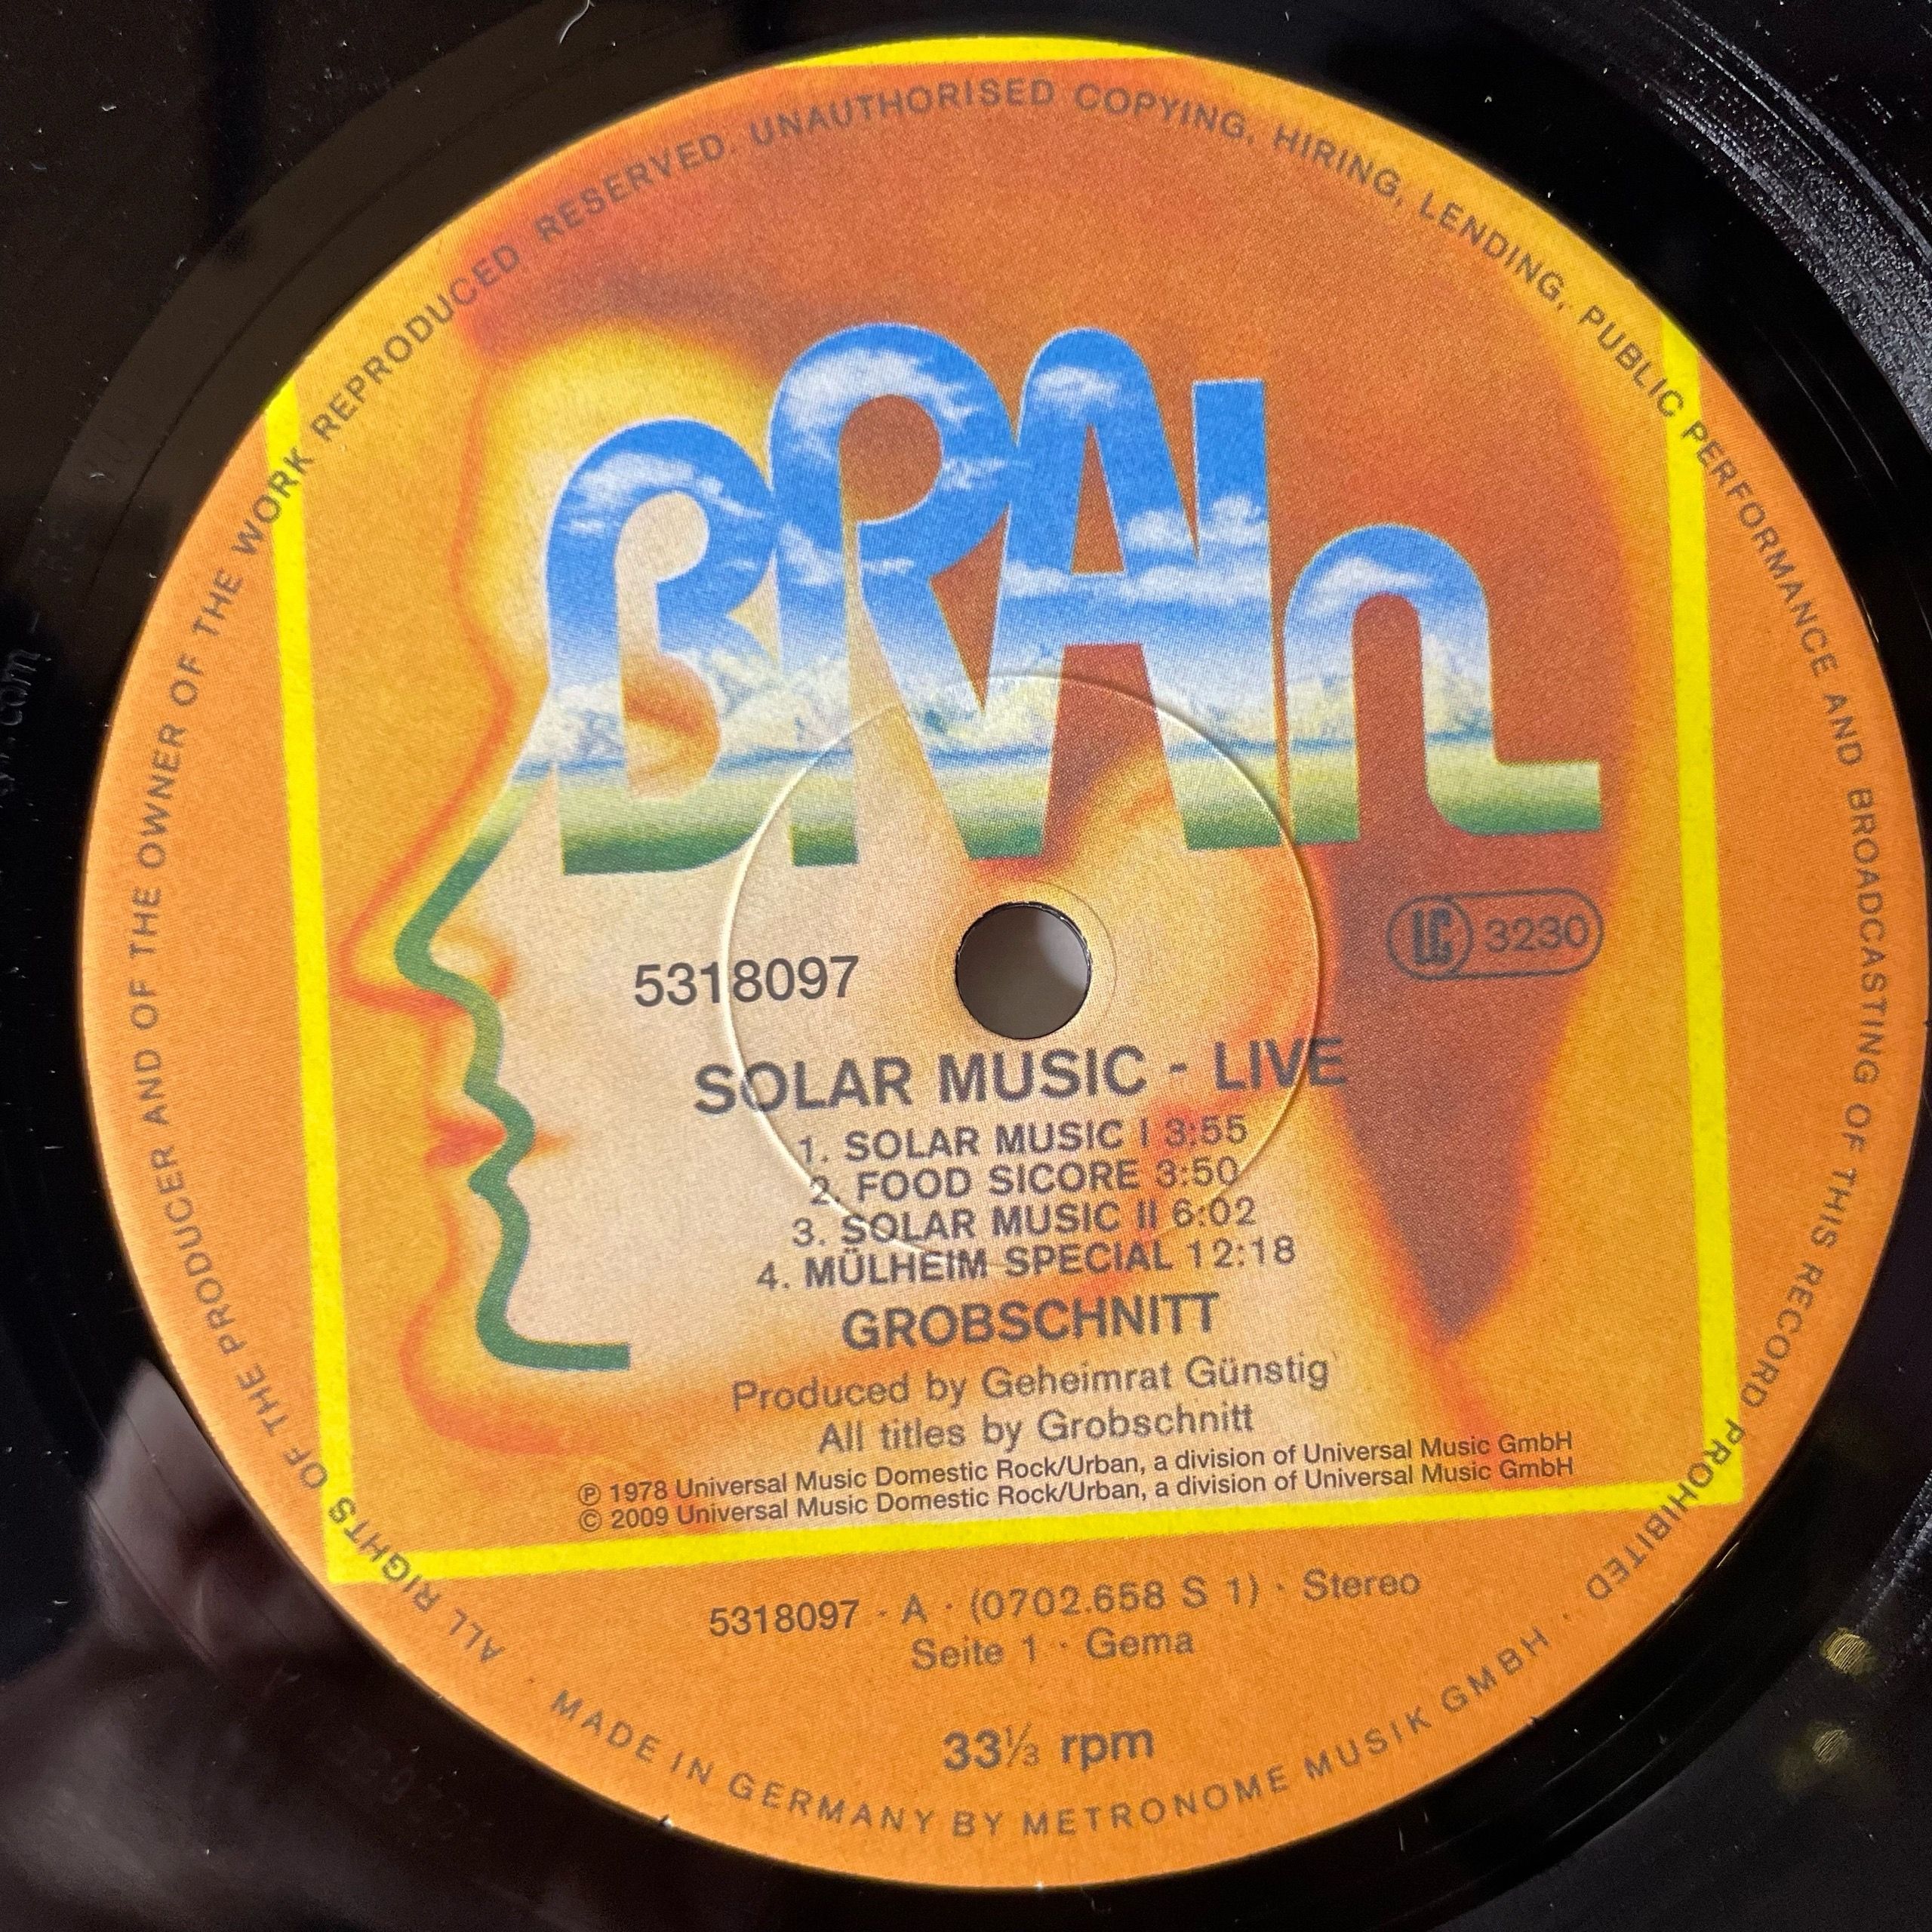 ALL RIGHTS OF THE PRODUCER AND OF THE OWNER OF THE WORK REPRODUCED RESERVED. UNAUTHORISED COPYING, HIRING, LENDING, PUBLIC PERFORMANCE AND BROADCASTING OF THIS RECORD PROHIBITED
BRAIn
LC 3230
5318097
SOLAR MUSIC - LIVE
1. SOLAR MUSIC I 3:55
2. FOOD SICORE 3:50
3. SOLAR MUSIC II 6:02
4. MÜLHEIM SPECIAL 12:18
GROBSCHNITT
Produced by Geheimrat Günstig
All titles by Grobschnitt
℗ 1978 Universal Music Domestic Rock/Urban, a division of Universal Music GmbH
© 2009 Universal Music Domestic Rock/Urban, a division of Universal Music GmbH
5318097 · A · (0702.658 S 1) · Stereo
Seite 1 · Gema
33⅓ rpm
· MADE IN GERMANY BY METRONOME MUSIK GMBH ·